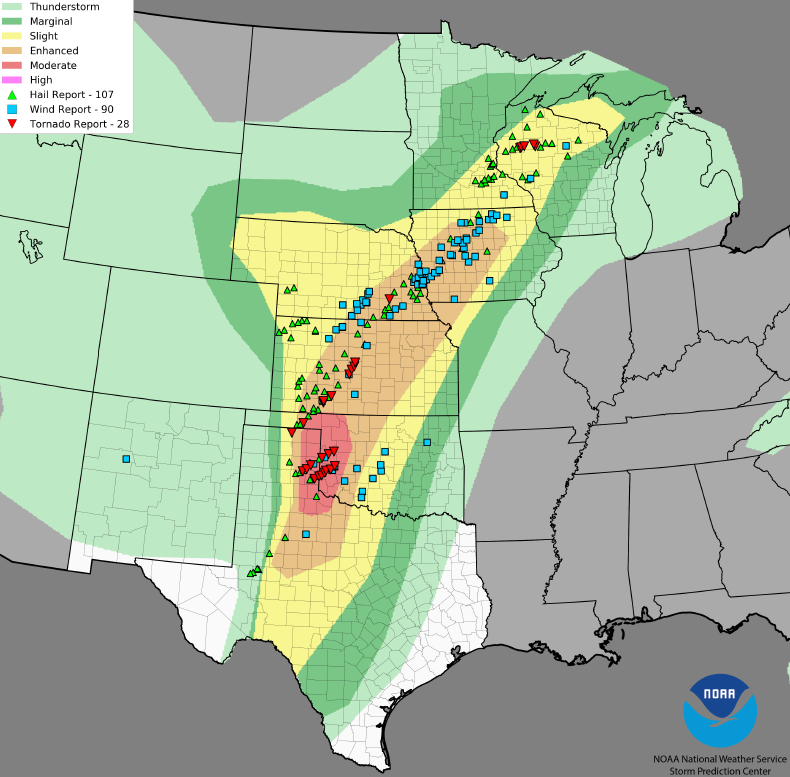 Thunderstorm
Marginal
Slight
Enhanced
Moderate
High
Hail Report - 107
Wind Report - 90
Tornado Report - 28
NOAA
NOAA National Weather Service
Storm Prediction Center